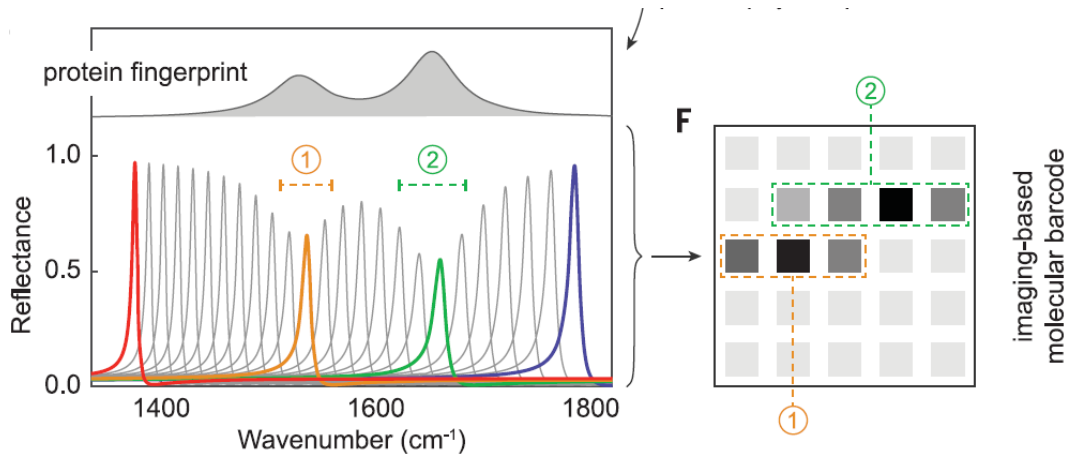 protein fingerprint
1.0
0.5
0.0
Reflectance
1400
1600
1800
Wavenumber (cm⁻¹)
①
②
F
②
①
imaging-based
molecular barcode